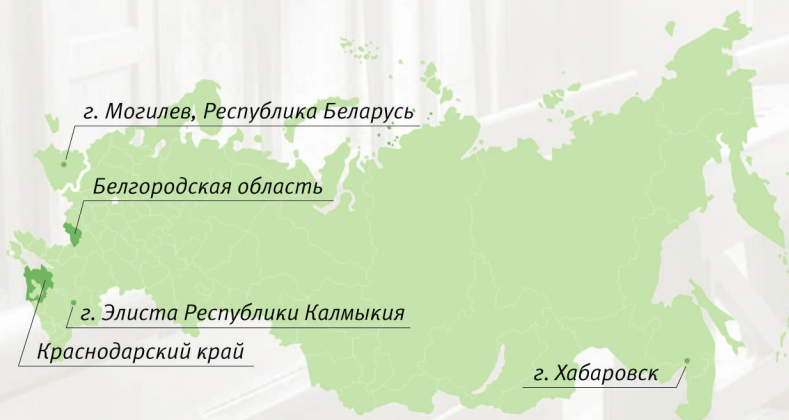 г. Могилев, Республика Беларусь
Белгородская область
г. Элиста Республики Калмыкия
Краснодарский край
г. Хабаровск